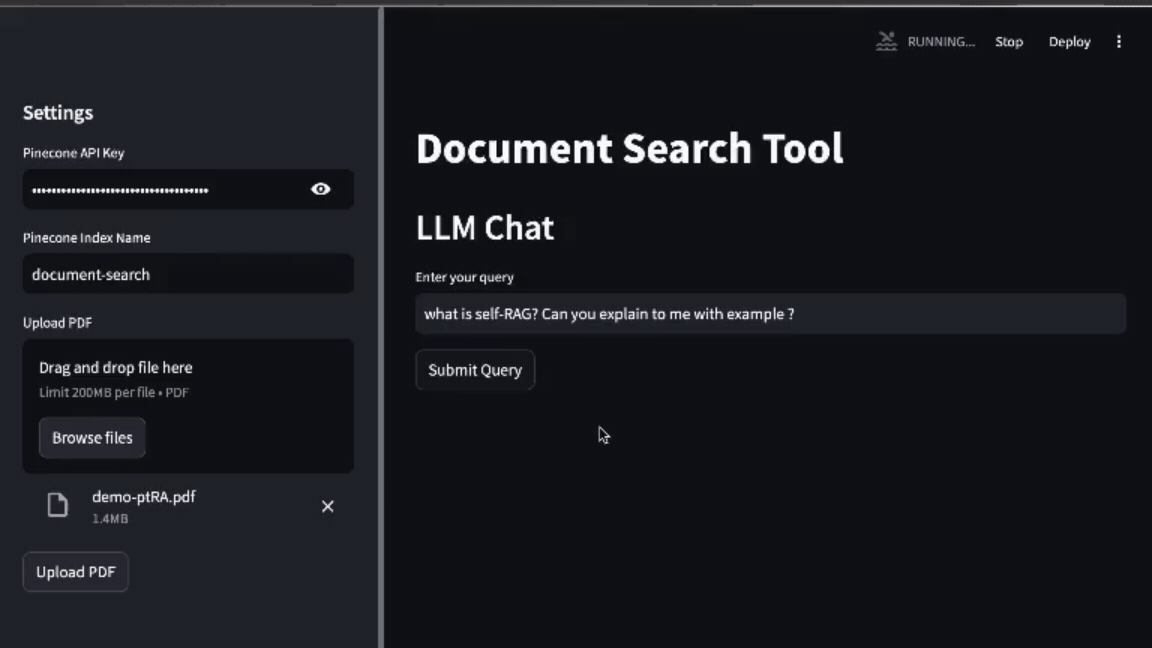 RUNNING...
Stop
Deploy
Settings
Pinecone API Key
Pinecone Index Name
document-search
Upload PDF
Drag and drop file here
Limit 200MB per file • PDF
Browse files
demo-ptRA.pdf
1.4MB
Upload PDF
Document Search Tool
LLM Chat
Enter your query
what is self-RAG? Can you explain to me with example ?
Submit Query